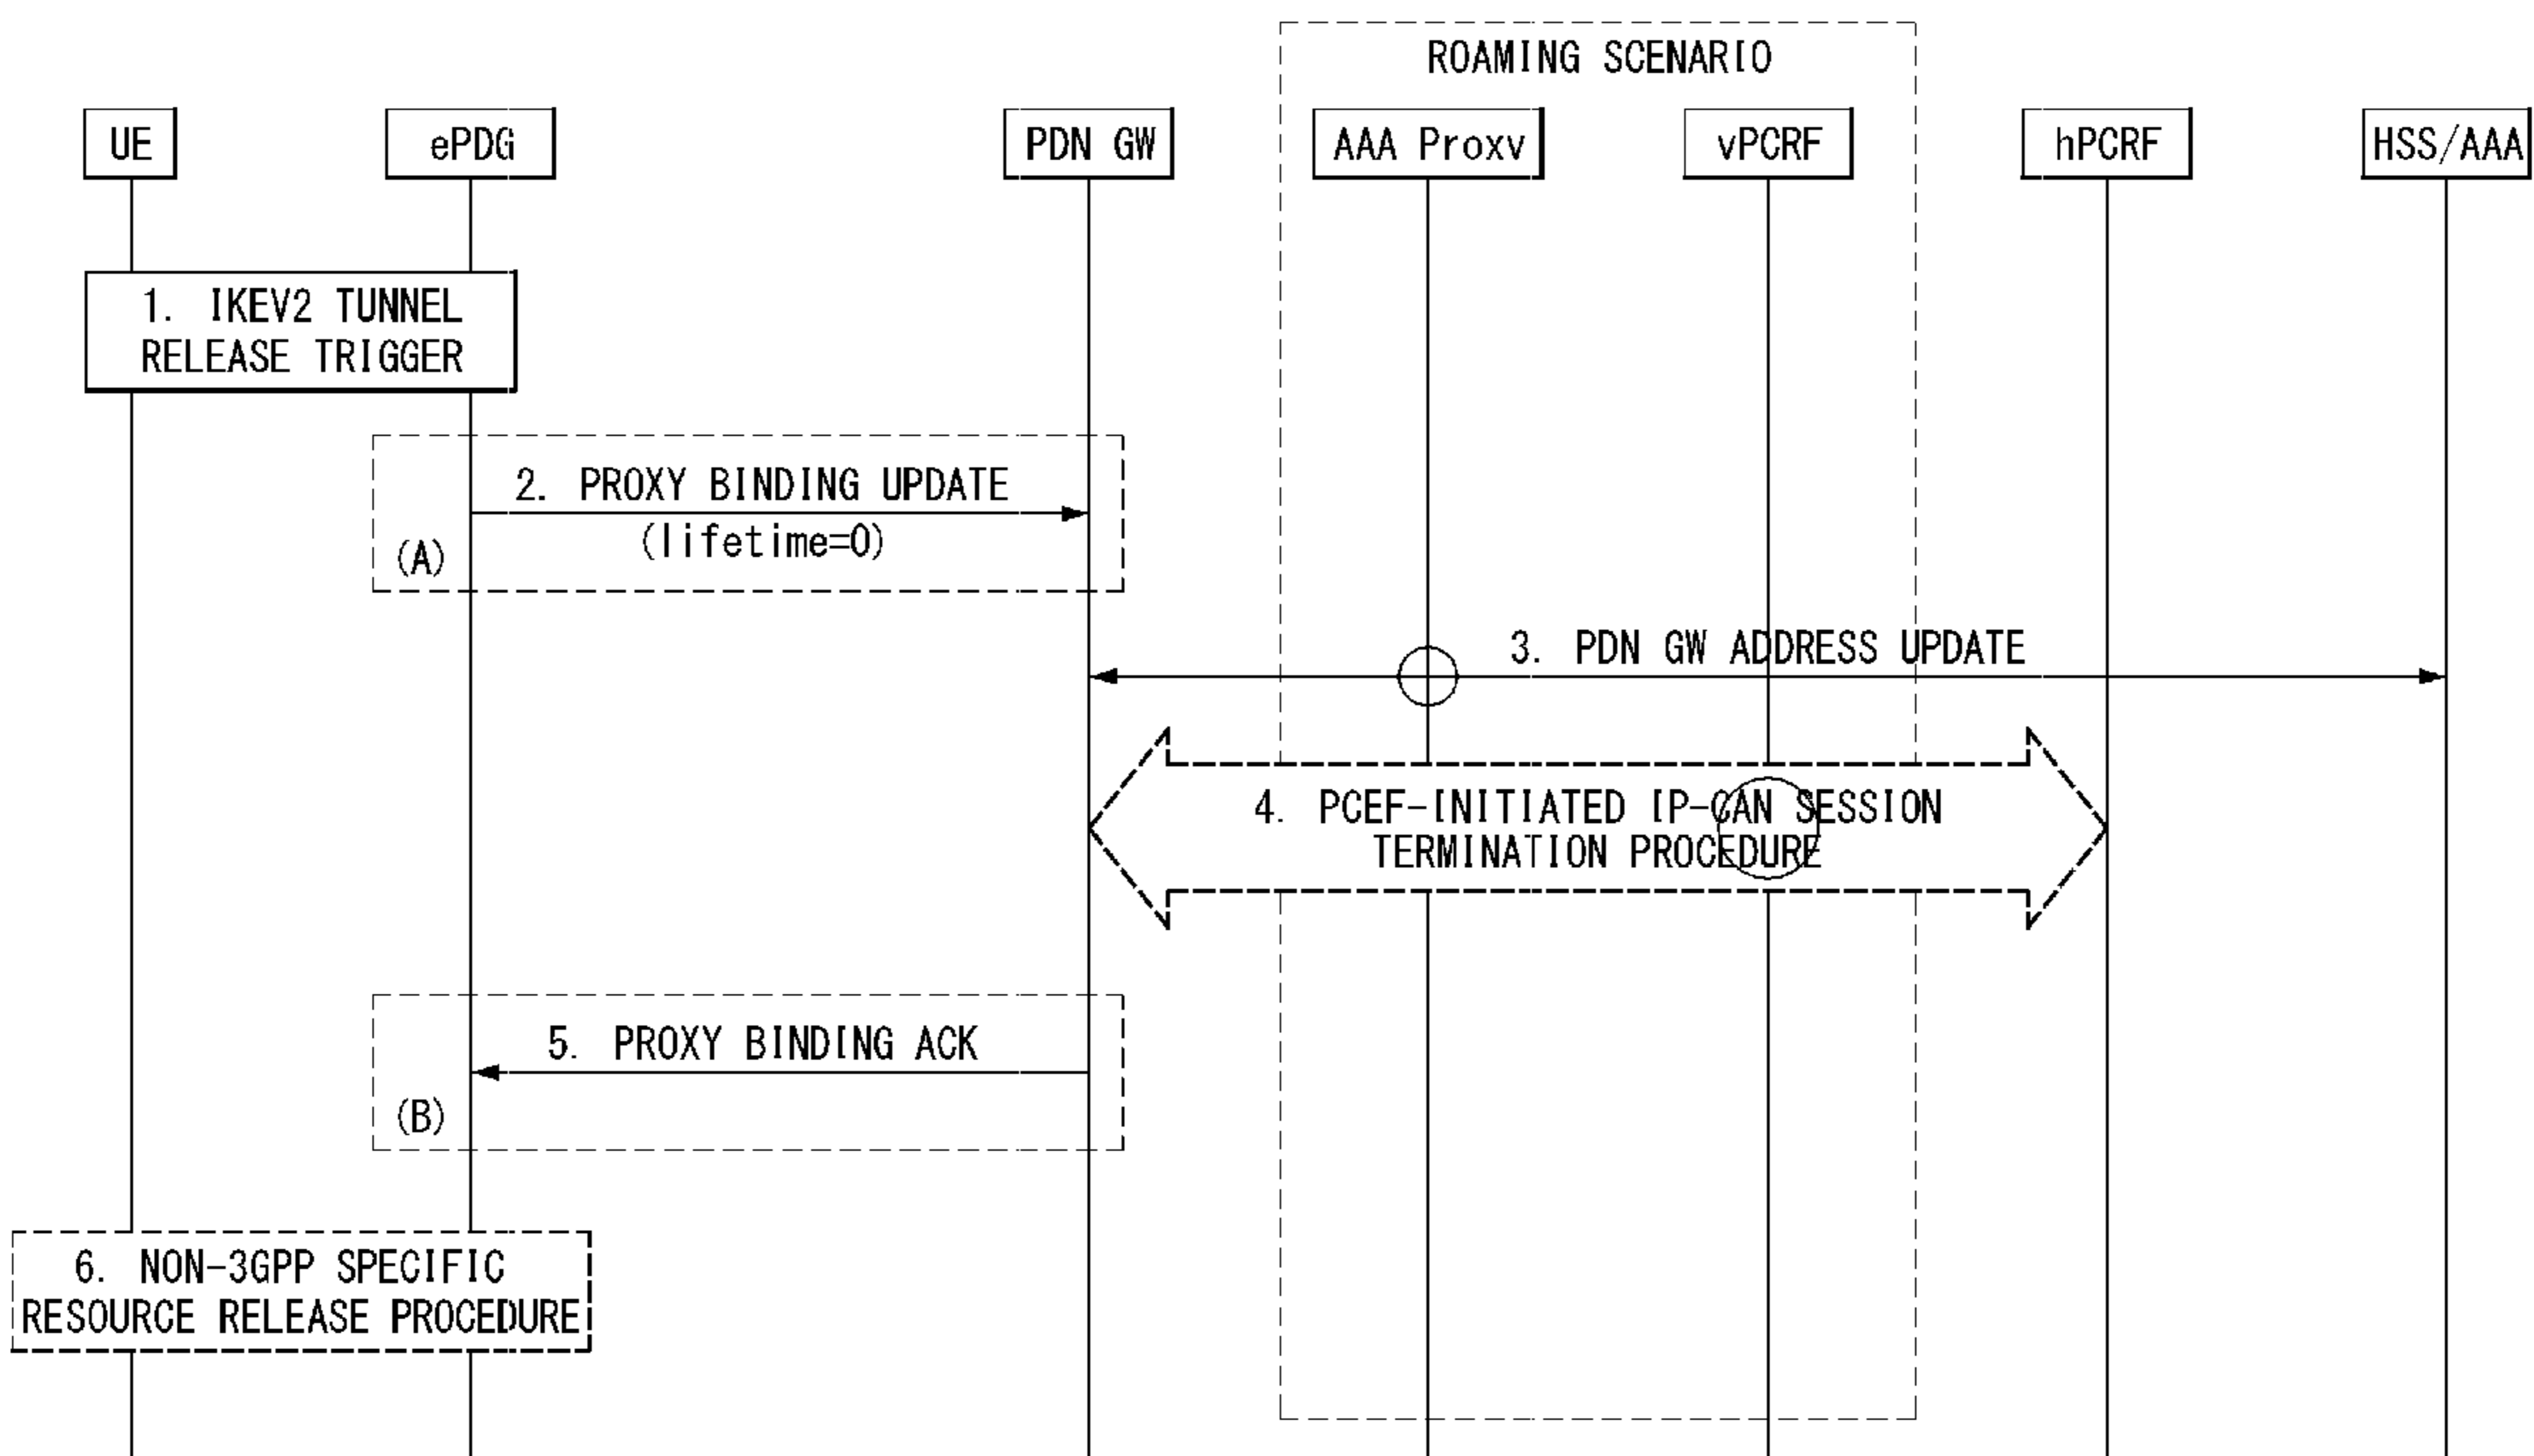 ROAMING SCENARIO
UE
ePDG
PDN GW
AAA Proxv
vPCRF
hPCRF
HSS/AAA
1. IKEV2 TUNNEL
RELEASE TRIGGER
2. PROXY BINDING UPDATE
(lifetime=0)
(A)
3. PDN GW ADDRESS UPDATE
4. PCEF-INITIATED IP-CAN SESSION
TERMINATION PROCEDURE
5. PROXY BINDING ACK
(B)
6. NON-3GPP SPECIFIC
RESOURCE RELEASE PROCEDURE